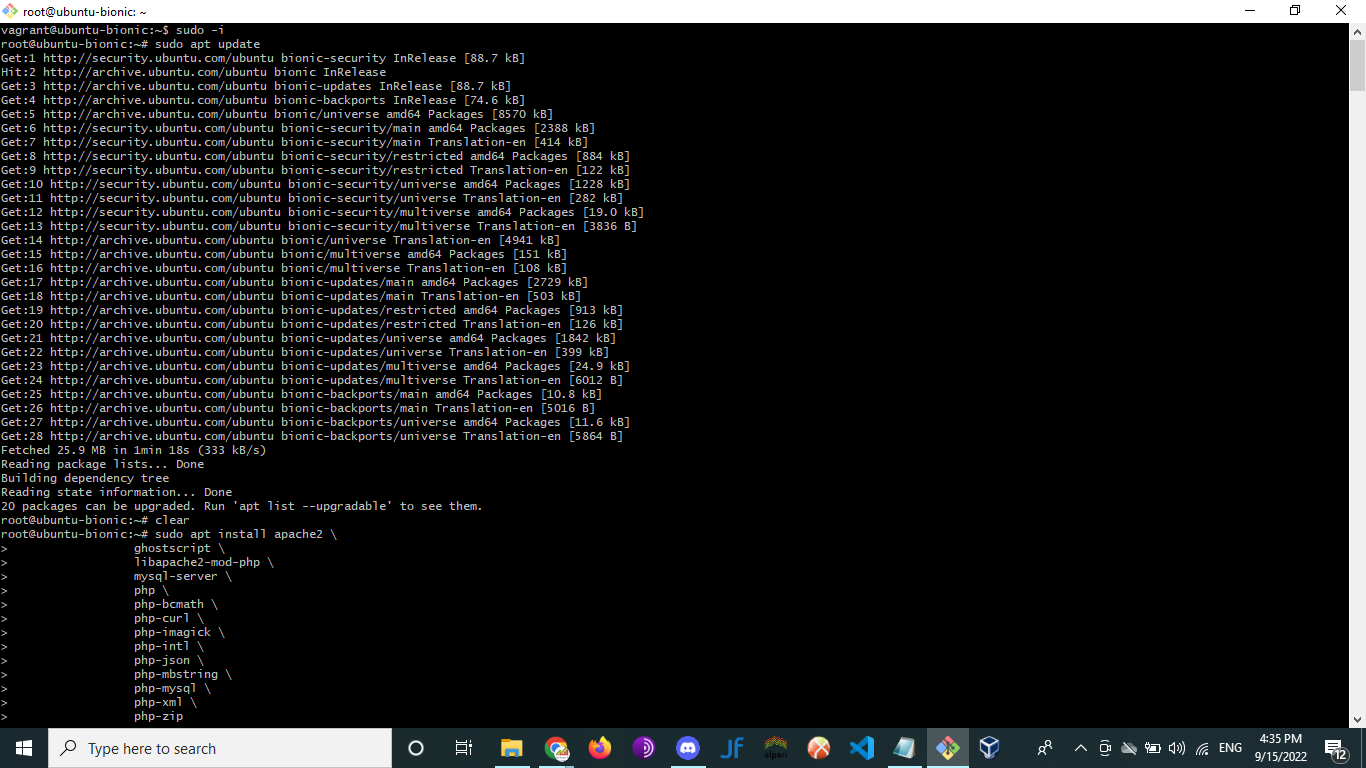 root@ubuntu-bionic: ~
vagrant@ubuntu-bionic:~$ sudo -i
root@ubuntu-bionic:~# sudo apt update
Get:1 http://security.ubuntu.com/ubuntu bionic-security InRelease [88.7 kB]
Hit:2 http://archive.ubuntu.com/ubuntu bionic InRelease
Get:3 http://archive.ubuntu.com/ubuntu bionic-updates InRelease [88.7 kB]
Get:4 http://archive.ubuntu.com/ubuntu bionic-backports InRelease [74.6 kB]
Get:5 http://archive.ubuntu.com/ubuntu bionic/universe amd64 Packages [8570 kB]
Get:6 http://security.ubuntu.com/ubuntu bionic-security/main amd64 Packages [2388 kB]
Get:7 http://security.ubuntu.com/ubuntu bionic-security/main Translation-en [414 kB]
Get:8 http://security.ubuntu.com/ubuntu bionic-security/restricted amd64 Packages [884 kB]
Get:9 http://security.ubuntu.com/ubuntu bionic-security/restricted Translation-en [122 kB]
Get:10 http://security.ubuntu.com/ubuntu bionic-security/universe amd64 Packages [1228 kB]
Get:11 http://security.ubuntu.com/ubuntu bionic-security/universe Translation-en [282 kB]
Get:12 http://security.ubuntu.com/ubuntu bionic-security/multiverse amd64 Packages [19.0 kB]
Get:13 http://security.ubuntu.com/ubuntu bionic-security/multiverse Translation-en [3836 B]
Get:14 http://archive.ubuntu.com/ubuntu bionic/universe Translation-en [4941 kB]
Get:15 http://archive.ubuntu.com/ubuntu bionic/multiverse amd64 Packages [151 kB]
Get:16 http://archive.ubuntu.com/ubuntu bionic/multiverse Translation-en [108 kB]
Get:17 http://archive.ubuntu.com/ubuntu bionic-updates/main amd64 Packages [2729 kB]
Get:18 http://archive.ubuntu.com/ubuntu bionic-updates/main Translation-en [503 kB]
Get:19 http://archive.ubuntu.com/ubuntu bionic-updates/restricted amd64 Packages [913 kB]
Get:20 http://archive.ubuntu.com/ubuntu bionic-updates/restricted Translation-en [126 kB]
Get:21 http://archive.ubuntu.com/ubuntu bionic-updates/universe amd64 Packages [1842 kB]
Get:22 http://archive.ubuntu.com/ubuntu bionic-updates/universe Translation-en [399 kB]
Get:23 http://archive.ubuntu.com/ubuntu bionic-updates/multiverse amd64 Packages [24.9 kB]
Get:24 http://archive.ubuntu.com/ubuntu bionic-updates/multiverse Translation-en [6012 B]
Get:25 http://archive.ubuntu.com/ubuntu bionic-backports/main amd64 Packages [10.8 kB]
Get:26 http://archive.ubuntu.com/ubuntu bionic-backports/main Translation-en [5016 B]
Get:27 http://archive.ubuntu.com/ubuntu bionic-backports/universe amd64 Packages [11.6 kB]
Get:28 http://archive.ubuntu.com/ubuntu bionic-backports/universe Translation-en [5864 B]
Fetched 25.9 MB in 1min 18s (333 kB/s)
Reading package lists... Done
Building dependency tree
Reading state information... Done
20 packages can be upgraded. Run 'apt list --upgradable' to see them.
root@ubuntu-bionic:~# clear
root@ubuntu-bionic:~# sudo apt install apache2 \
> ghostscript \
> libapache2-mod-php \
> mysql-server \
> php \
> php-bcmath \
> php-curl \
> php-imagick \
> php-intl \
> php-json \
> php-mbstring \
> php-mysql \
> php-xml \
> php-zip
Type here to search
JF
ENG
4:35 PM
9/15/2022
12